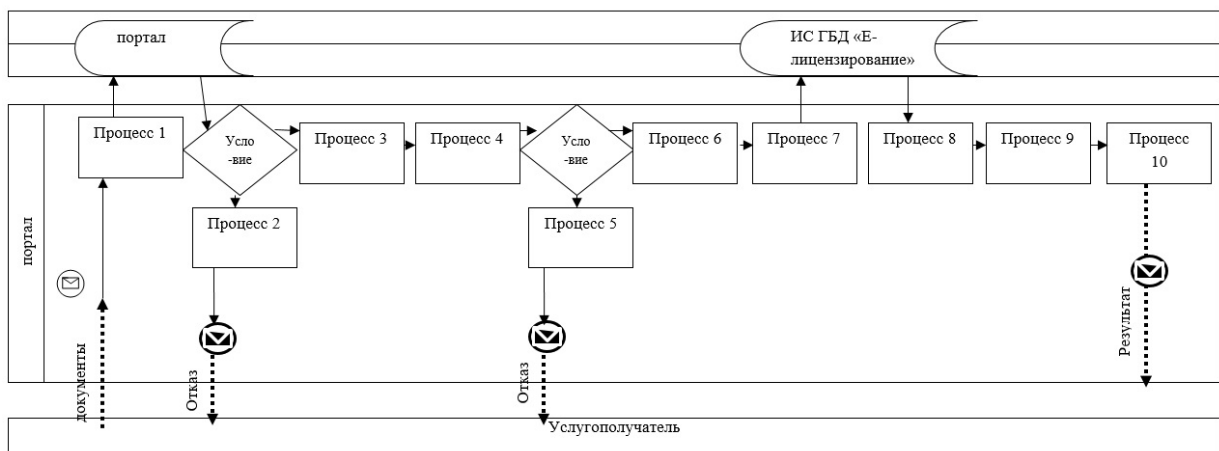 портал
ИС ГБД «Е-
лицензирование»
Процесс 1
Усло
-вие
Процесс 3
Процесс 4
Усло
-вие
Процесс 6
Процесс 7
Процесс 8
Процесс 9
Процесс
10
Процесс 2
Процесс 5
портал
документы
Отказ
Отказ
Результат
Услугополучатель